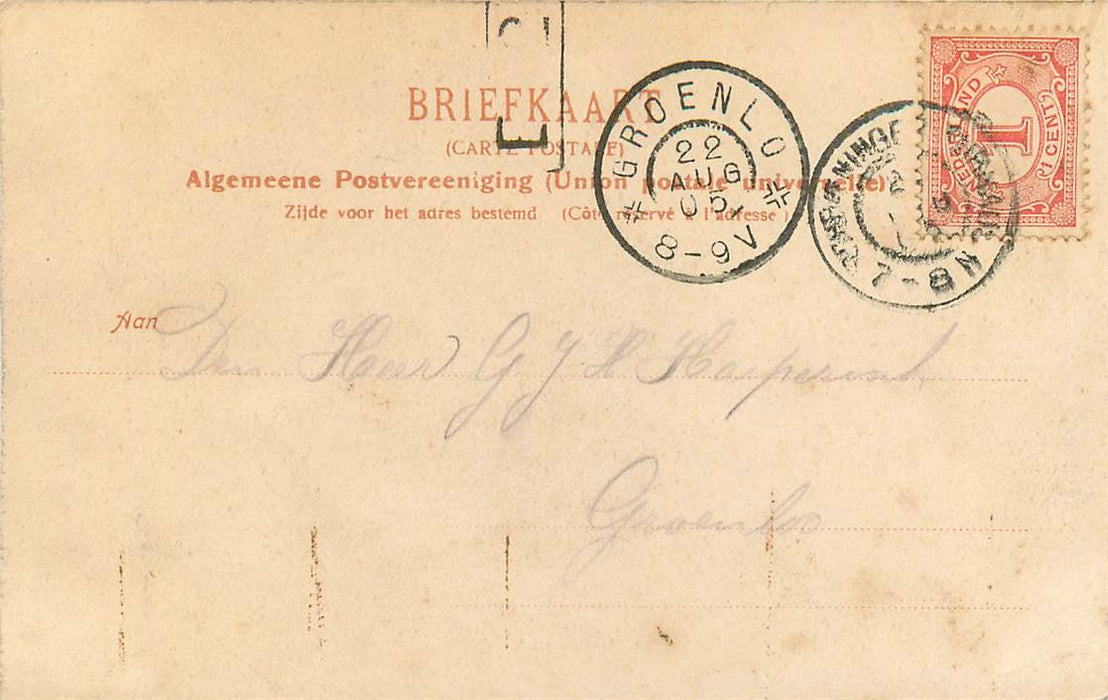 BRIEFKAART
(CARTE POSTALE)
Algemeene Postvereeniging (Union postale universelle)
Zijde voor het adres bestemd (Côté réservé à l'adresse)
GROENLO
22
AUG
05
8-9V
7-8N
NEDERLAND
1
1 CENT
Aan Den Heer G J H
Groenlo